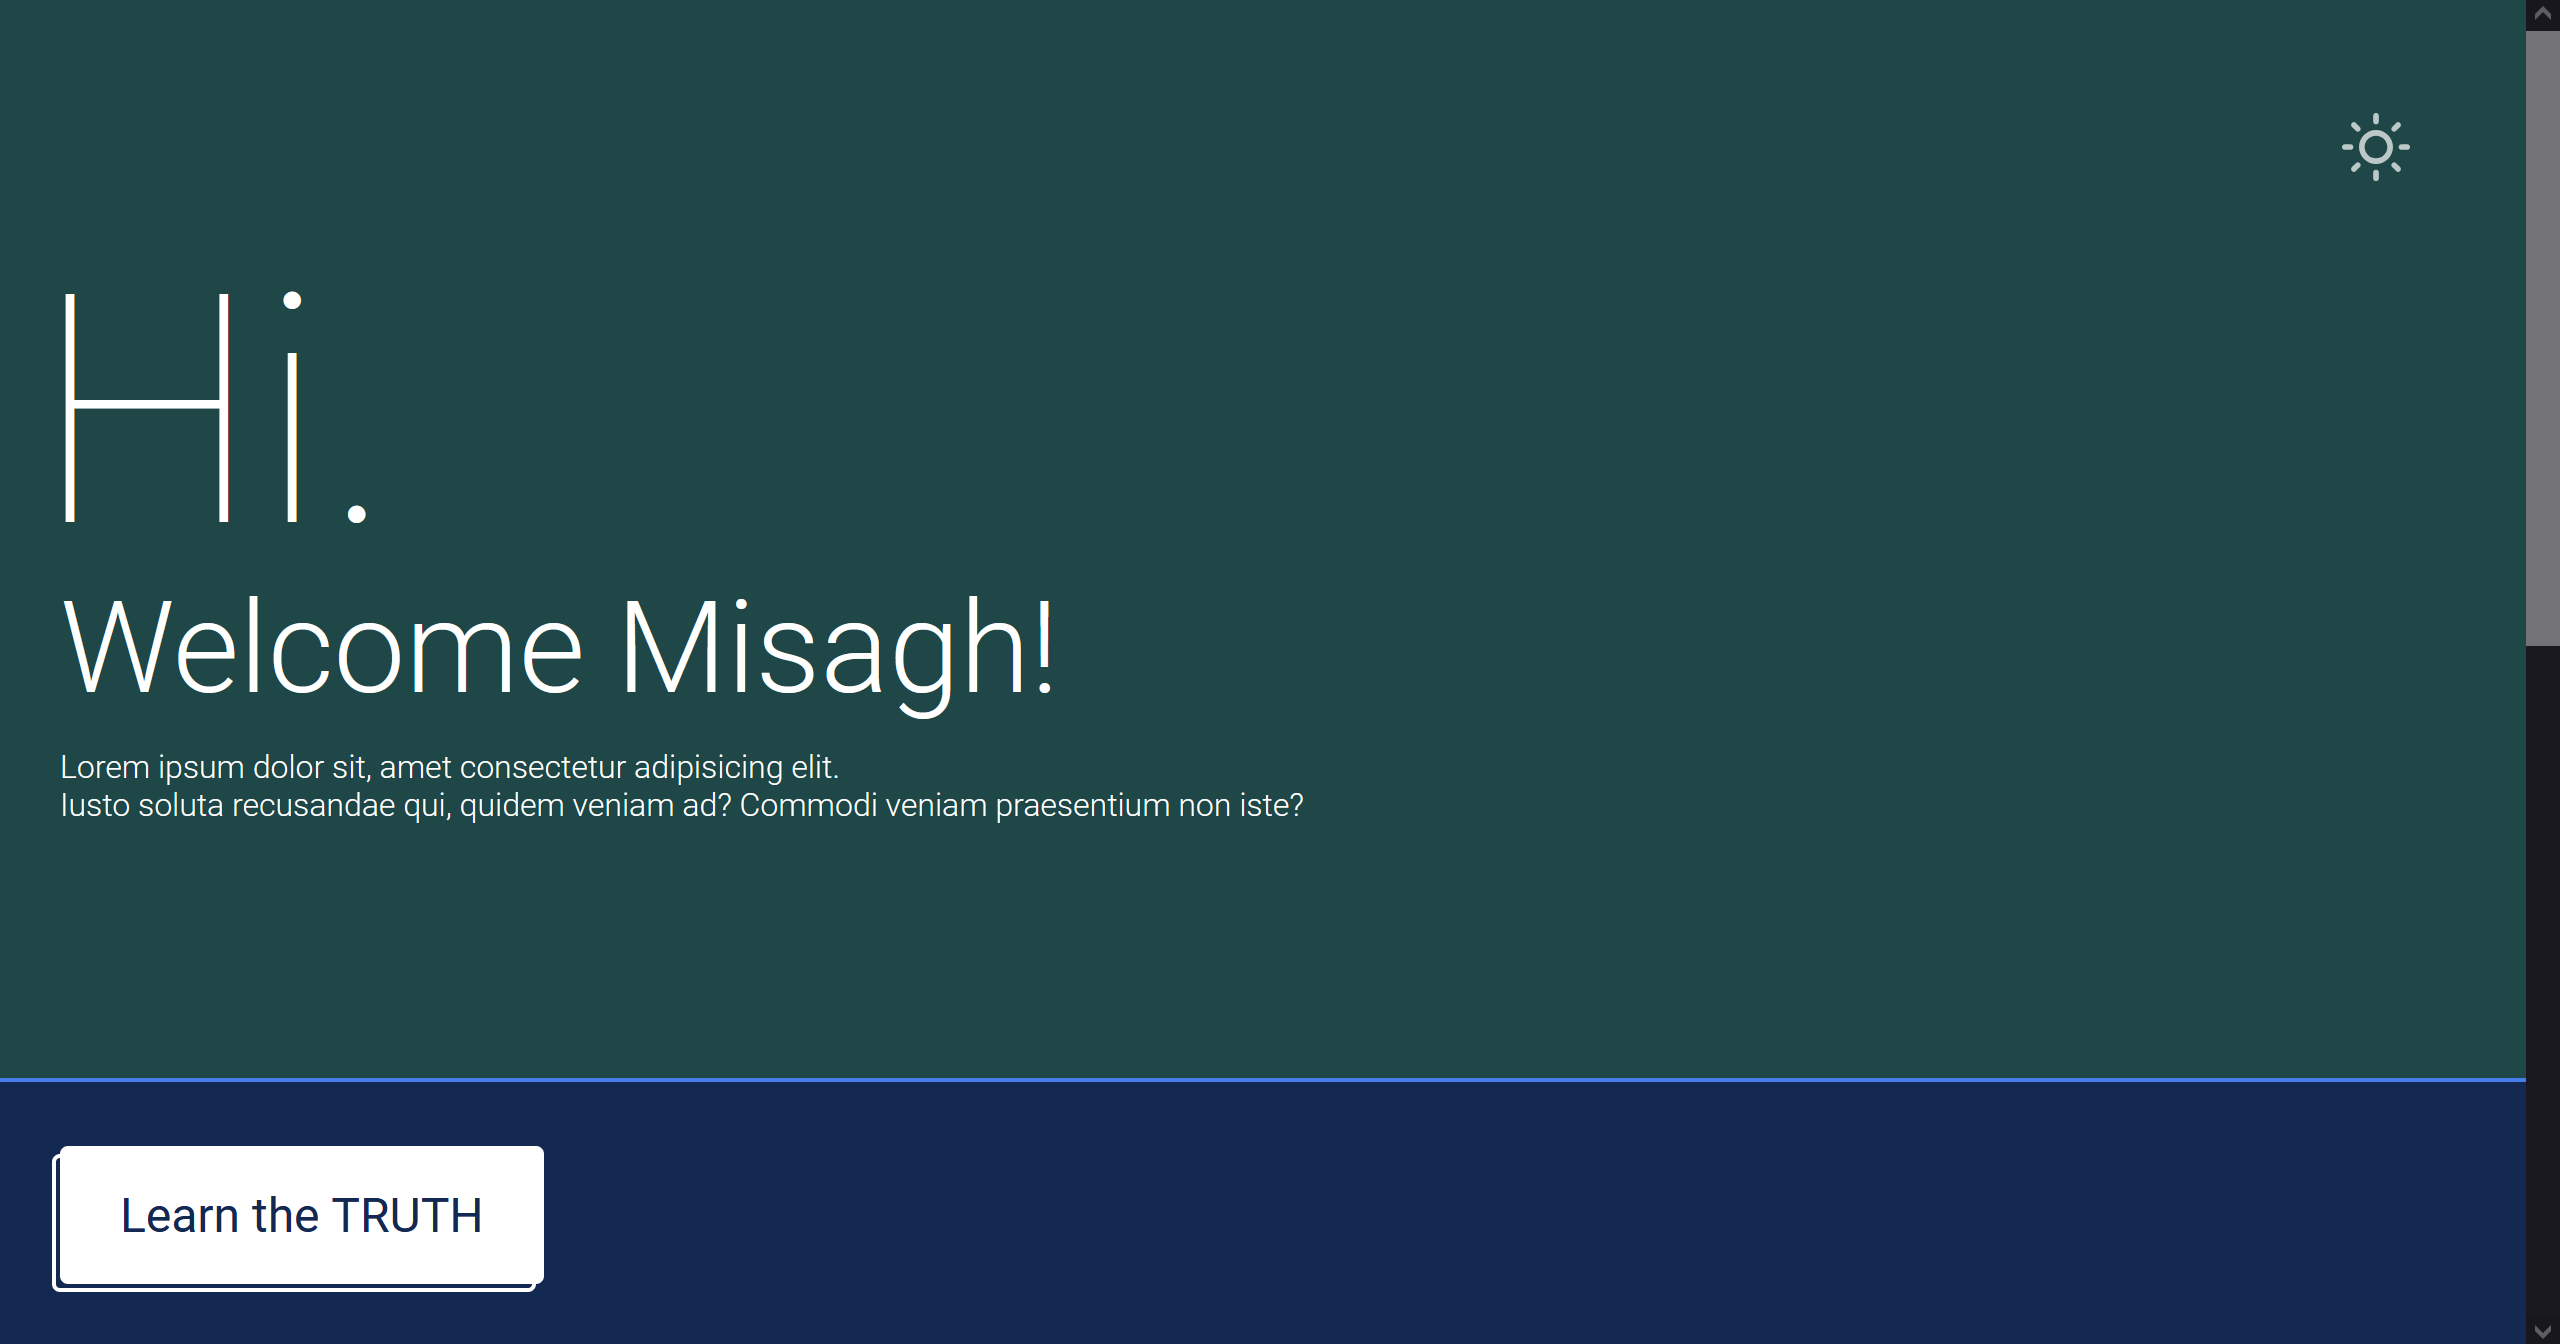 Hi.
Welcome Misagh!
Lorem ipsum dolor sit, amet consectetur adipisicing elit.
Iusto soluta recusandae qui, quidem veniam ad? Commodi veniam praesentium non iste?
Learn the TRUTH